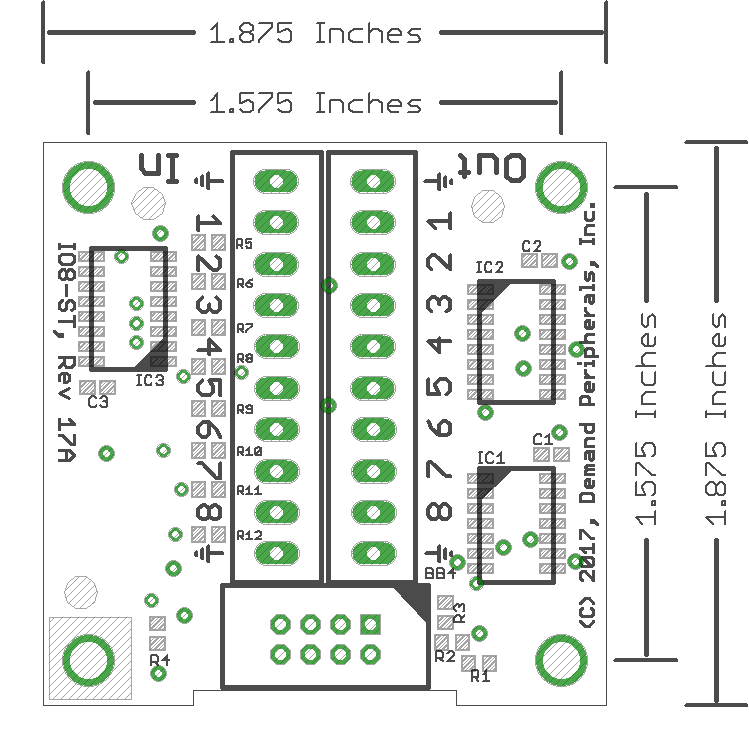 1.875 Inches
1.575 Inches
In
Out
1
2
3
4
5
6
7
8
R5
R6
R7
R8
R9
R10
R11
R12
1
2
3
4
5
6
7
8
IO8-ST, Rev 17A
IC3
C3
C2
IC2
C1
IC1
BB4
R3
R2
R1
R4
(C) 2017, Demand Peripherals, Inc.
1.575 Inches
1.875 Inches